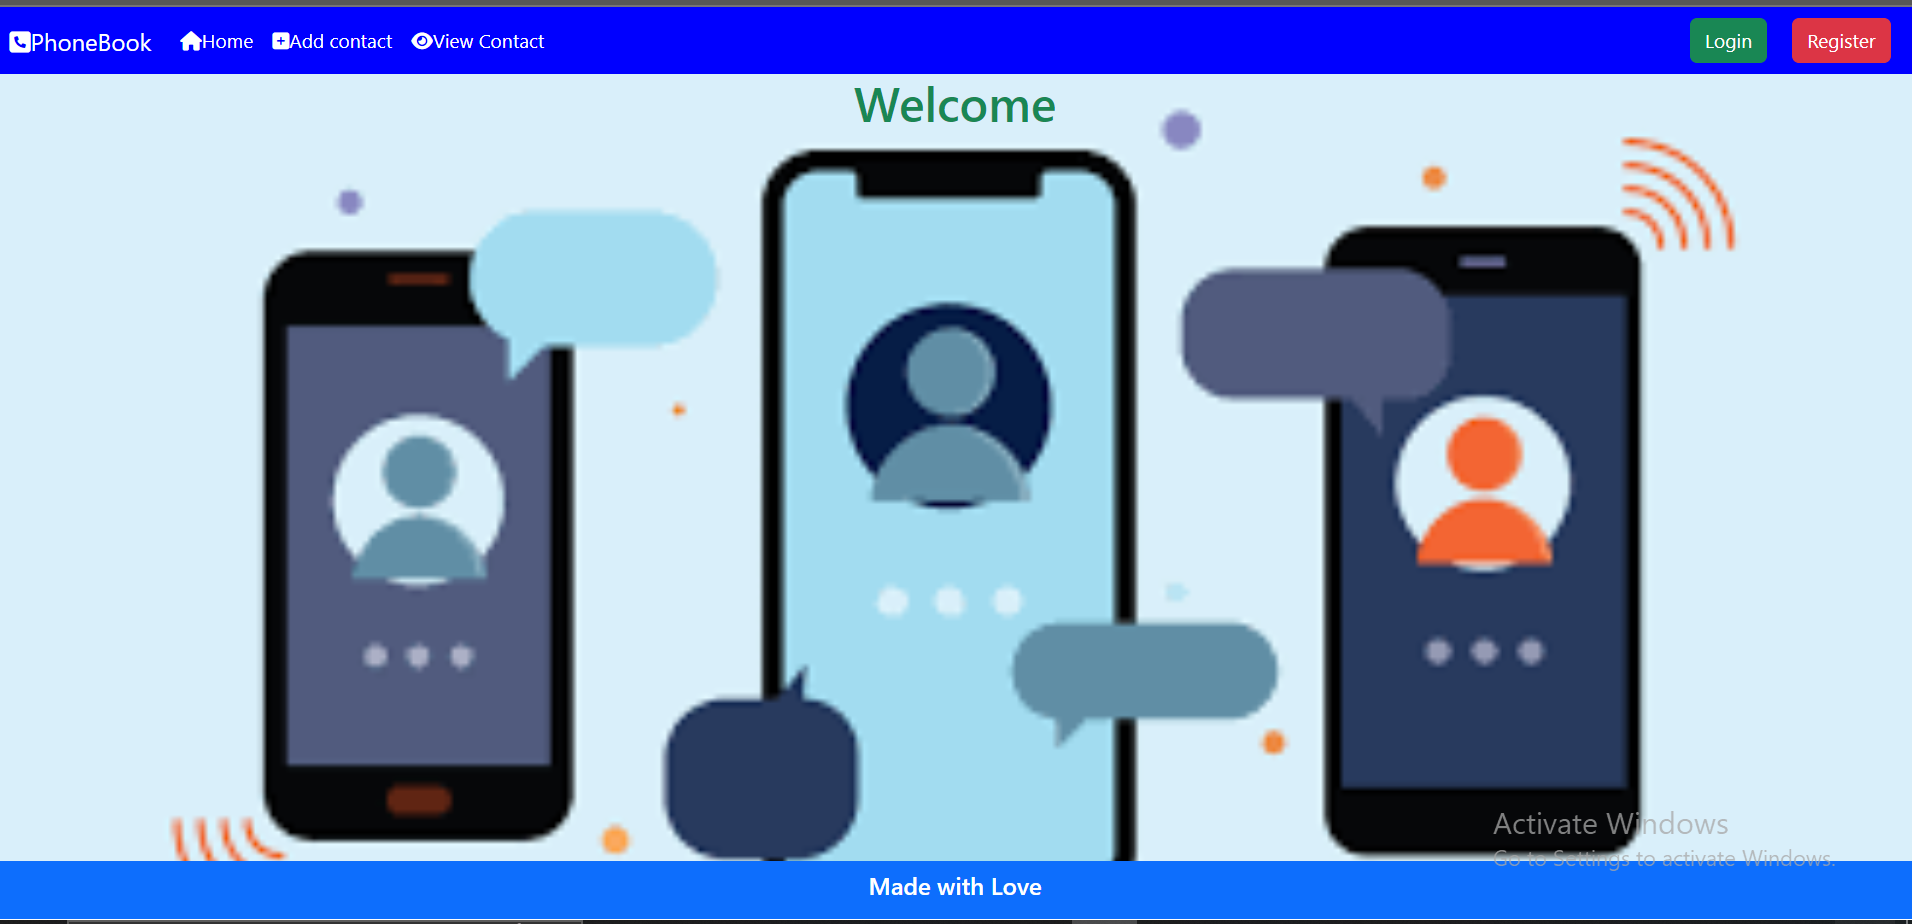 PhoneBook Home Add contact View Contact Login Register
Welcome
Activate Windows
Go to Settings to activate Windows.
Made with Love